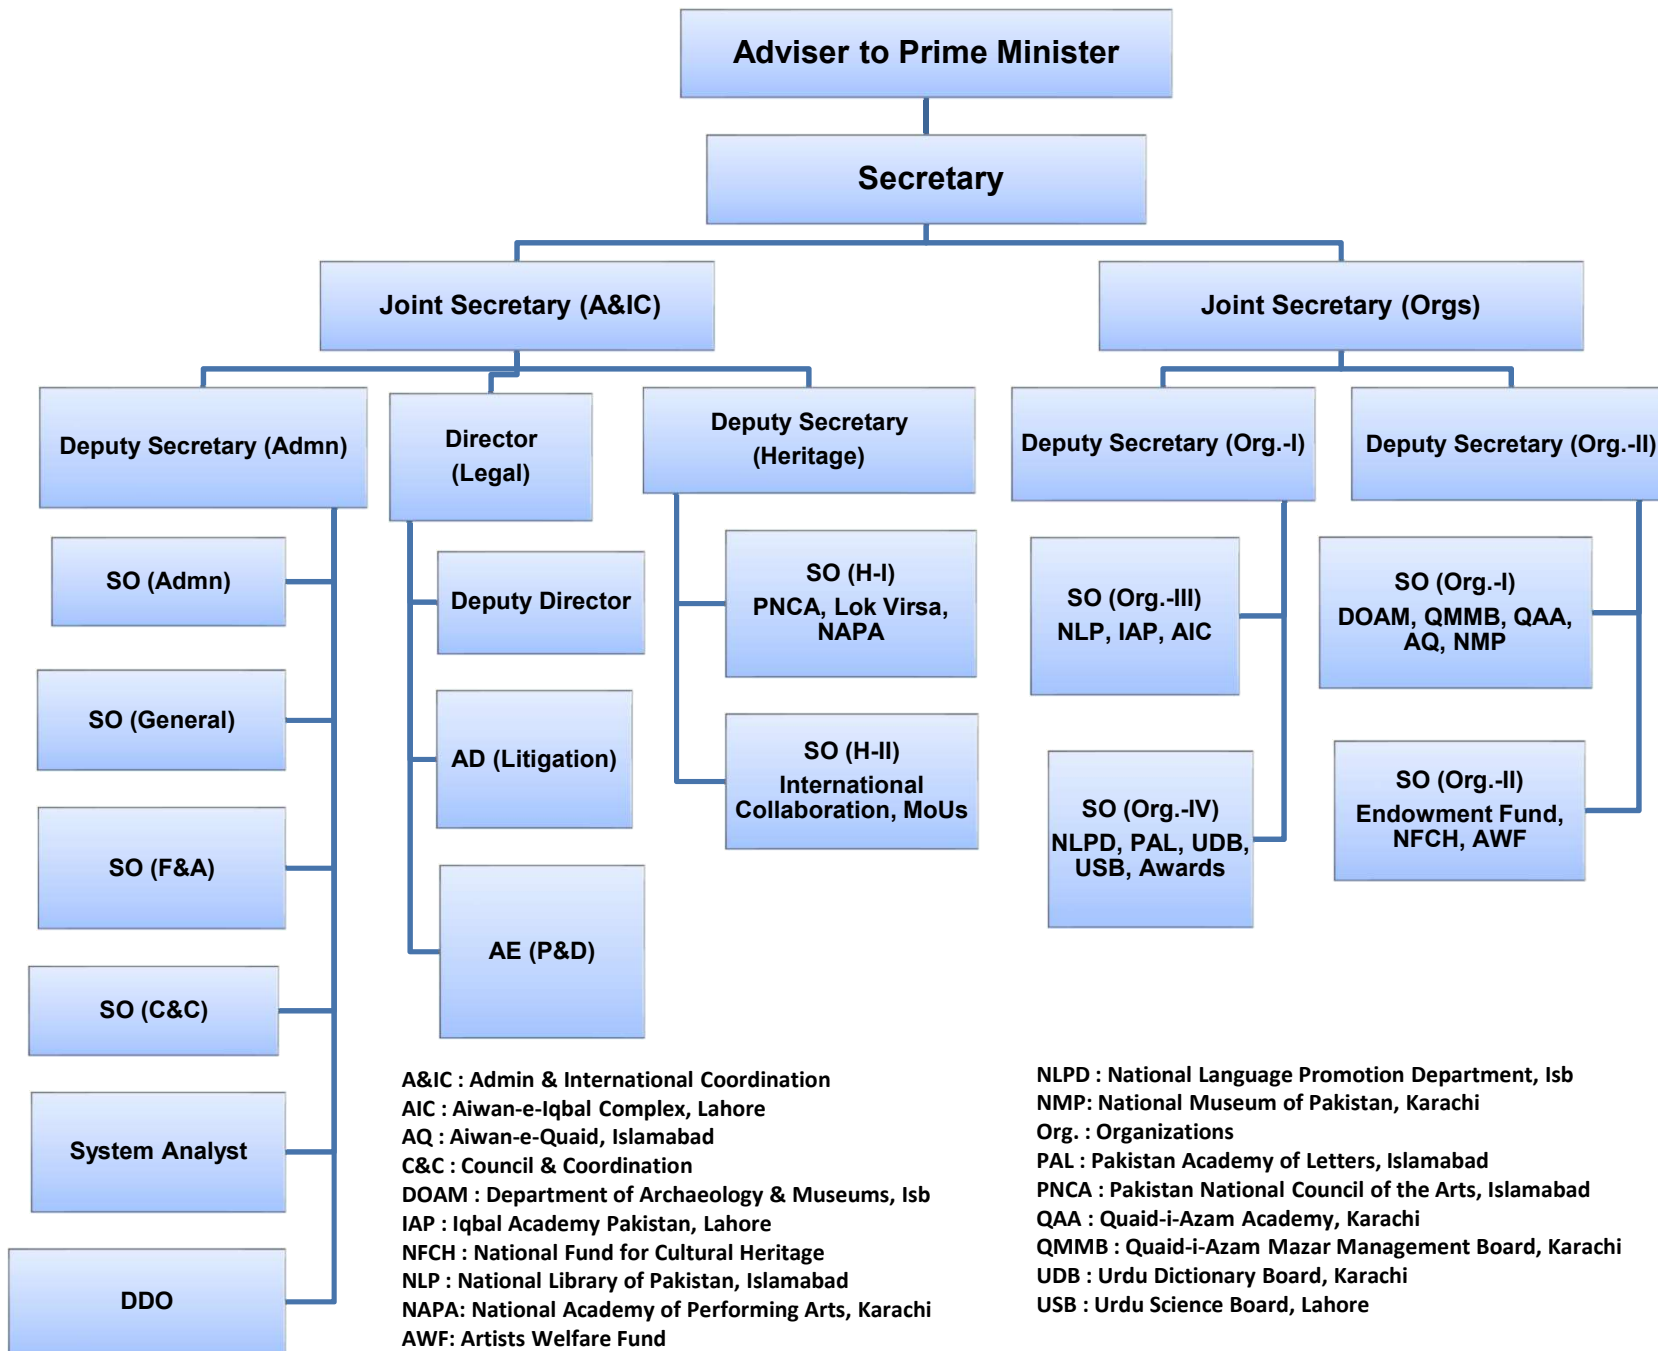 Adviser to Prime Minister
Secretary
Joint Secretary (A&IC)
Joint Secretary (Orgs)
Deputy Secretary (Admn)
Director
(Legal)
Deputy Secretary
(Heritage)
Deputy Secretary (Org.-I)
Deputy Secretary (Org.-II)
SO (Admn)
SO (General)
SO (F&A)
SO (C&C)
System Analyst
DDO
Deputy Director
AD (Litigation)
AE (P&D)
SO (H-I)
PNCA, Lok Virsa,
NAPA
SO (H-II)
International
Collaboration, MoUs
SO (Org.-III)
NLP, IAP, AIC
SO (Org.-IV)
NLPD, PAL, UDB,
USB, Awards
SO (Org.-I)
DOAM, QMMB, QAA,
AQ, NMP
SO (Org.-II)
Endowment Fund,
NFCH, AWF
A&IC : Admin & International Coordination
AIC : Aiwan-e-Iqbal Complex, Lahore
AQ : Aiwan-e-Quaid, Islamabad
C&C : Council & Coordination
DOAM : Department of Archaeology & Museums, Isb
IAP : Iqbal Academy Pakistan, Lahore
NFCH : National Fund for Cultural Heritage
NLP : National Library of Pakistan, Islamabad
NAPA: National Academy of Performing Arts, Karachi
AWF: Artists Welfare Fund
NLPD : National Language Promotion Department, Isb
NMP: National Museum of Pakistan, Karachi
Org. : Organizations
PAL : Pakistan Academy of Letters, Islamabad
PNCA : Pakistan National Council of the Arts, Islamabad
QAA : Quaid-i-Azam Academy, Karachi
QMMB : Quaid-i-Azam Mazar Management Board, Karachi
UDB : Urdu Dictionary Board, Karachi
USB : Urdu Science Board, Lahore